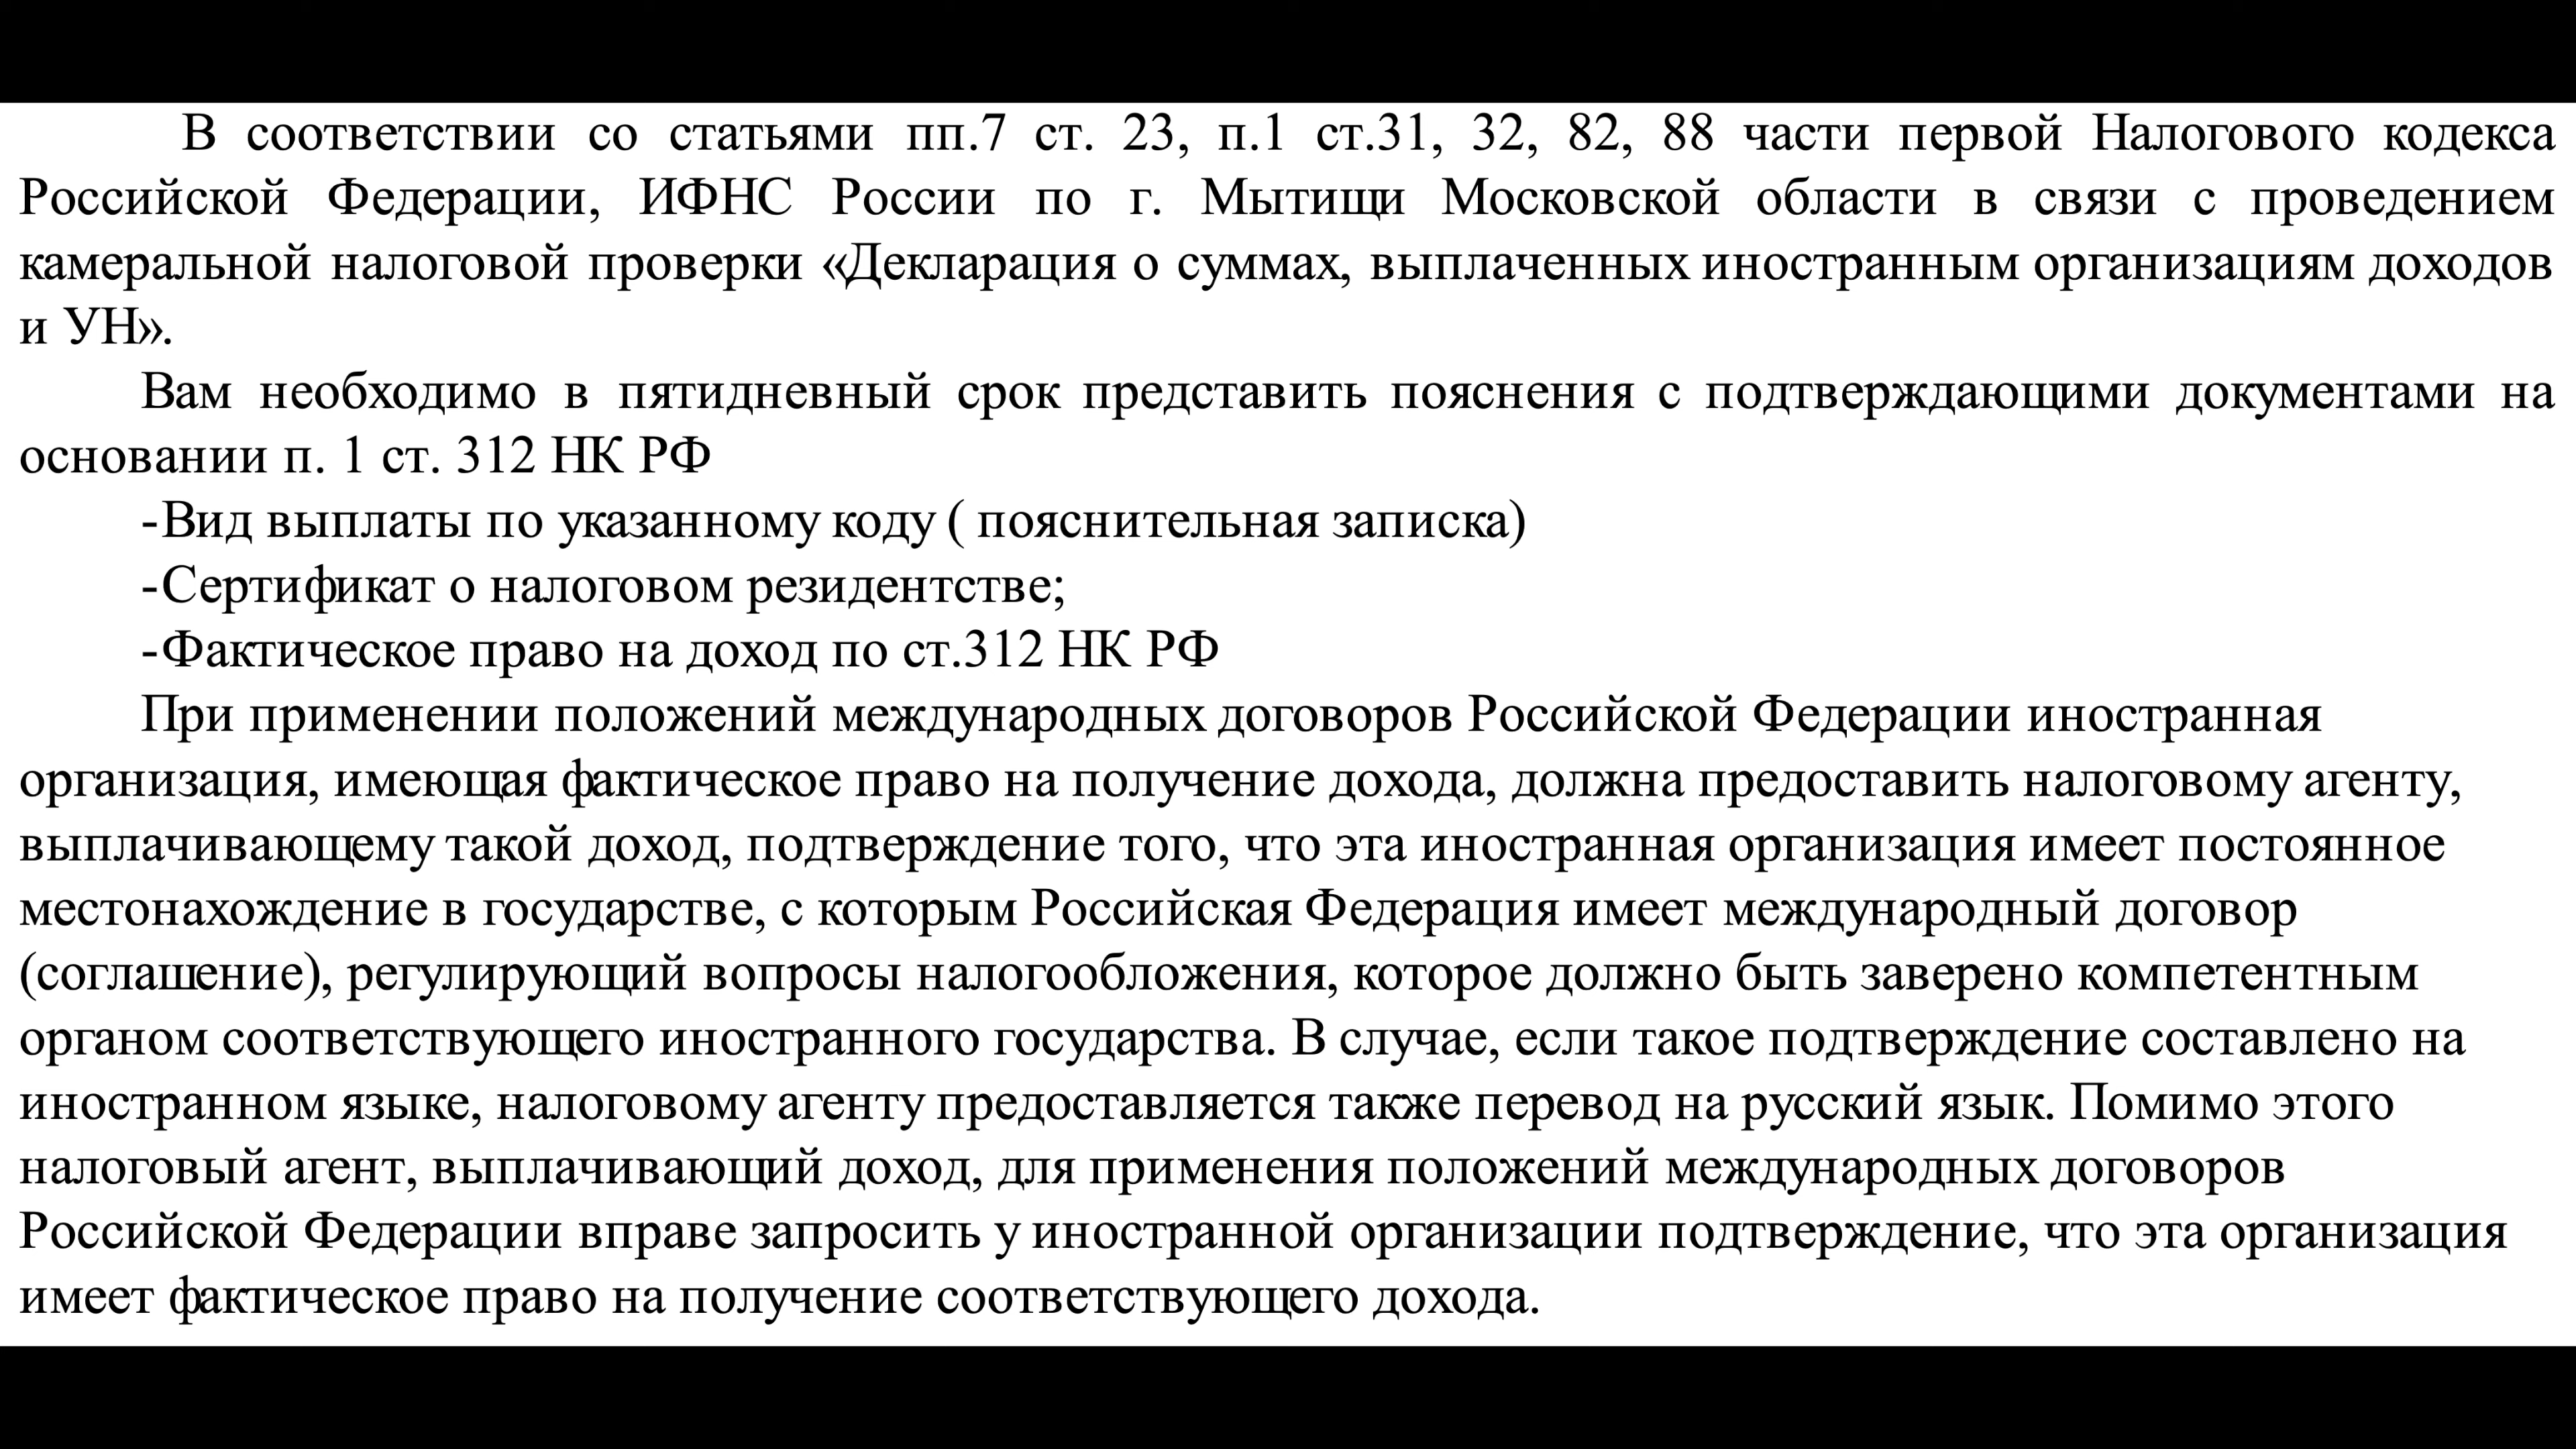 В соответствии со статьями пп.7 ст. 23, п.1 ст.31, 32, 82, 88 части первой Налогового кодекса
Российской Федерации, ИФНС России по г. Мытищи Московской области в связи с проведением
камеральной налоговой проверки «Декларация о суммах, выплаченных иностранным организациям доходов
и УН».
Вам необходимо в пятидневный срок представить пояснения с подтверждающими документами на
основании п. 1 ст. 312 НК РФ
-Вид выплаты по указанному коду ( пояснительная записка)
-Сертификат о налоговом резидентстве;
-Фактическое право на доход по ст.312 НК РФ
При применении положений международных договоров Российской Федерации иностранная
организация, имеющая фактическое право на получение дохода, должна предоставить налоговому агенту,
выплачивающему такой доход, подтверждение того, что эта иностранная организация имеет постоянное
местонахождение в государстве, с которым Российская Федерация имеет международный договор
(соглашение), регулирующий вопросы налогообложения, которое должно быть заверено компетентным
органом соответствующего иностранного государства. В случае, если такое подтверждение составлено на
иностранном языке, налоговому агенту предоставляется также перевод на русский язык. Помимо этого
налоговый агент, выплачивающий доход, для применения положений международных договоров
Российской Федерации вправе запросить у иностранной организации подтверждение, что эта организация
имеет фактическое право на получение соответствующего дохода.